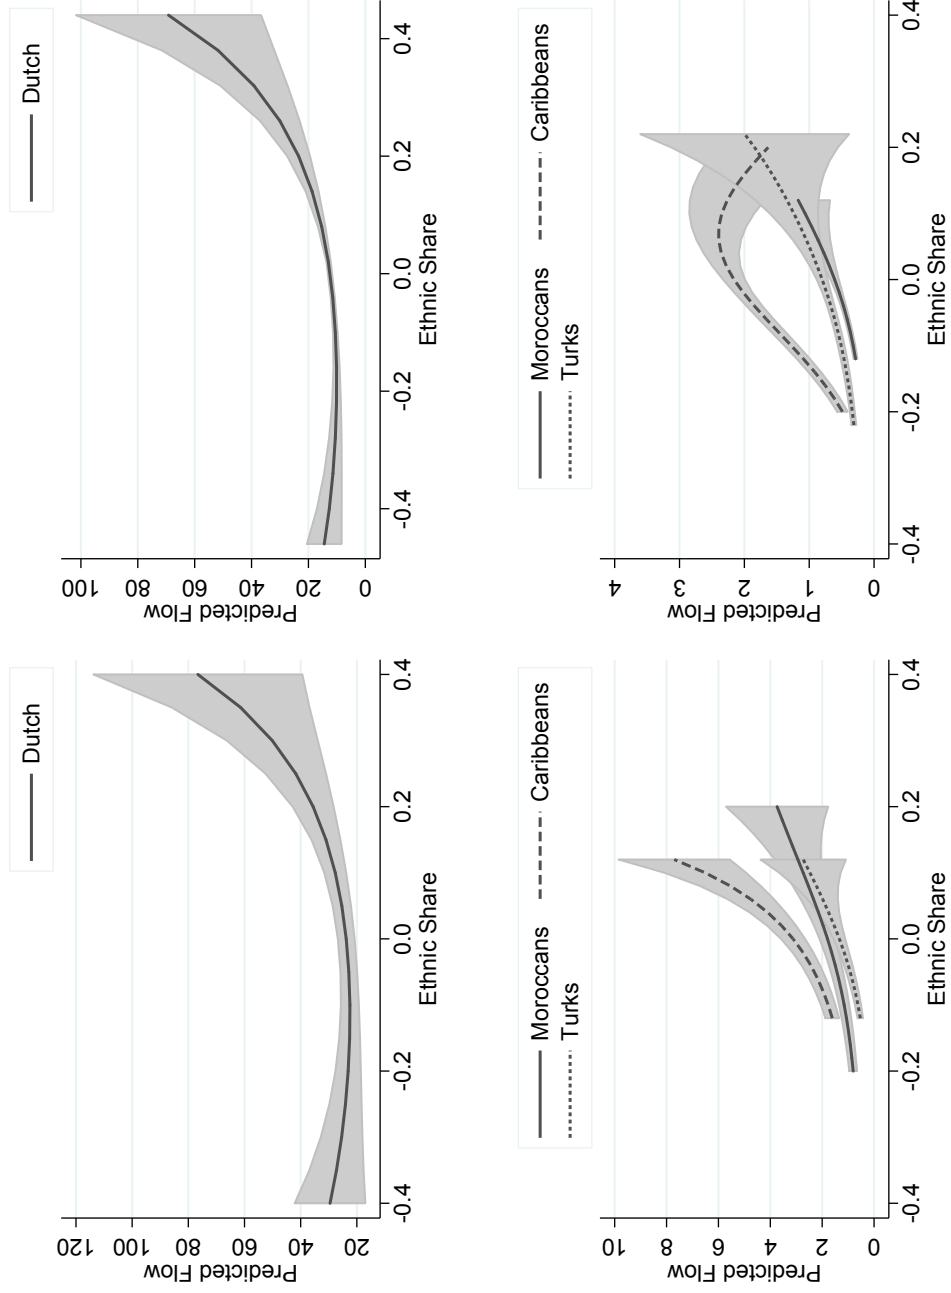 Dutch
120
100
80
60
40
20
Predicted Flow
-0.4 -0.2 0.0 0.2 0.4
Ethnic Share
Dutch
100
80
60
40
20
0
Predicted Flow
-0.4 -0.2 0.0 0.2 0.4
Ethnic Share
Moroccans Caribbeans
Turks
10
8
6
4
2
0
Predicted Flow
-0.4 -0.2 0.0 0.2 0.4
Ethnic Share
Moroccans Caribbeans
Turks
4
3
2
1
0
Predicted Flow
-0.4 -0.2 0.0 0.2 0.4
Ethnic Share